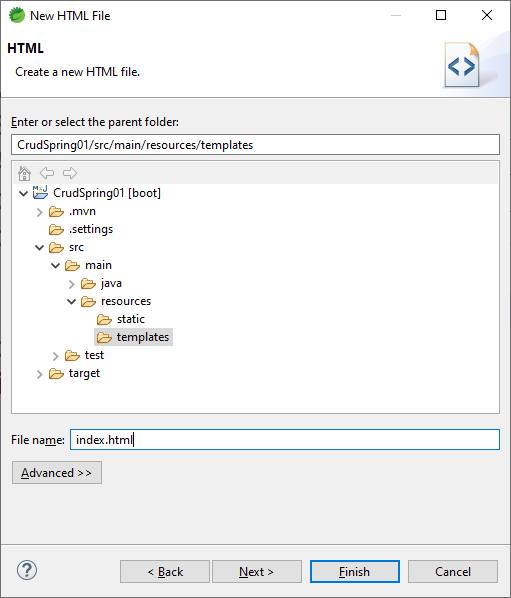 New HTML File
HTML
Create a new HTML file.
Enter or select the parent folder:
CrudSpring01/src/main/resources/templates
CrudSpring01 [boot]
.mvn
.settings
src
main
java
resources
static
templates
test
target
File name: index.html
Advanced >>
< Back Next > Finish Cancel